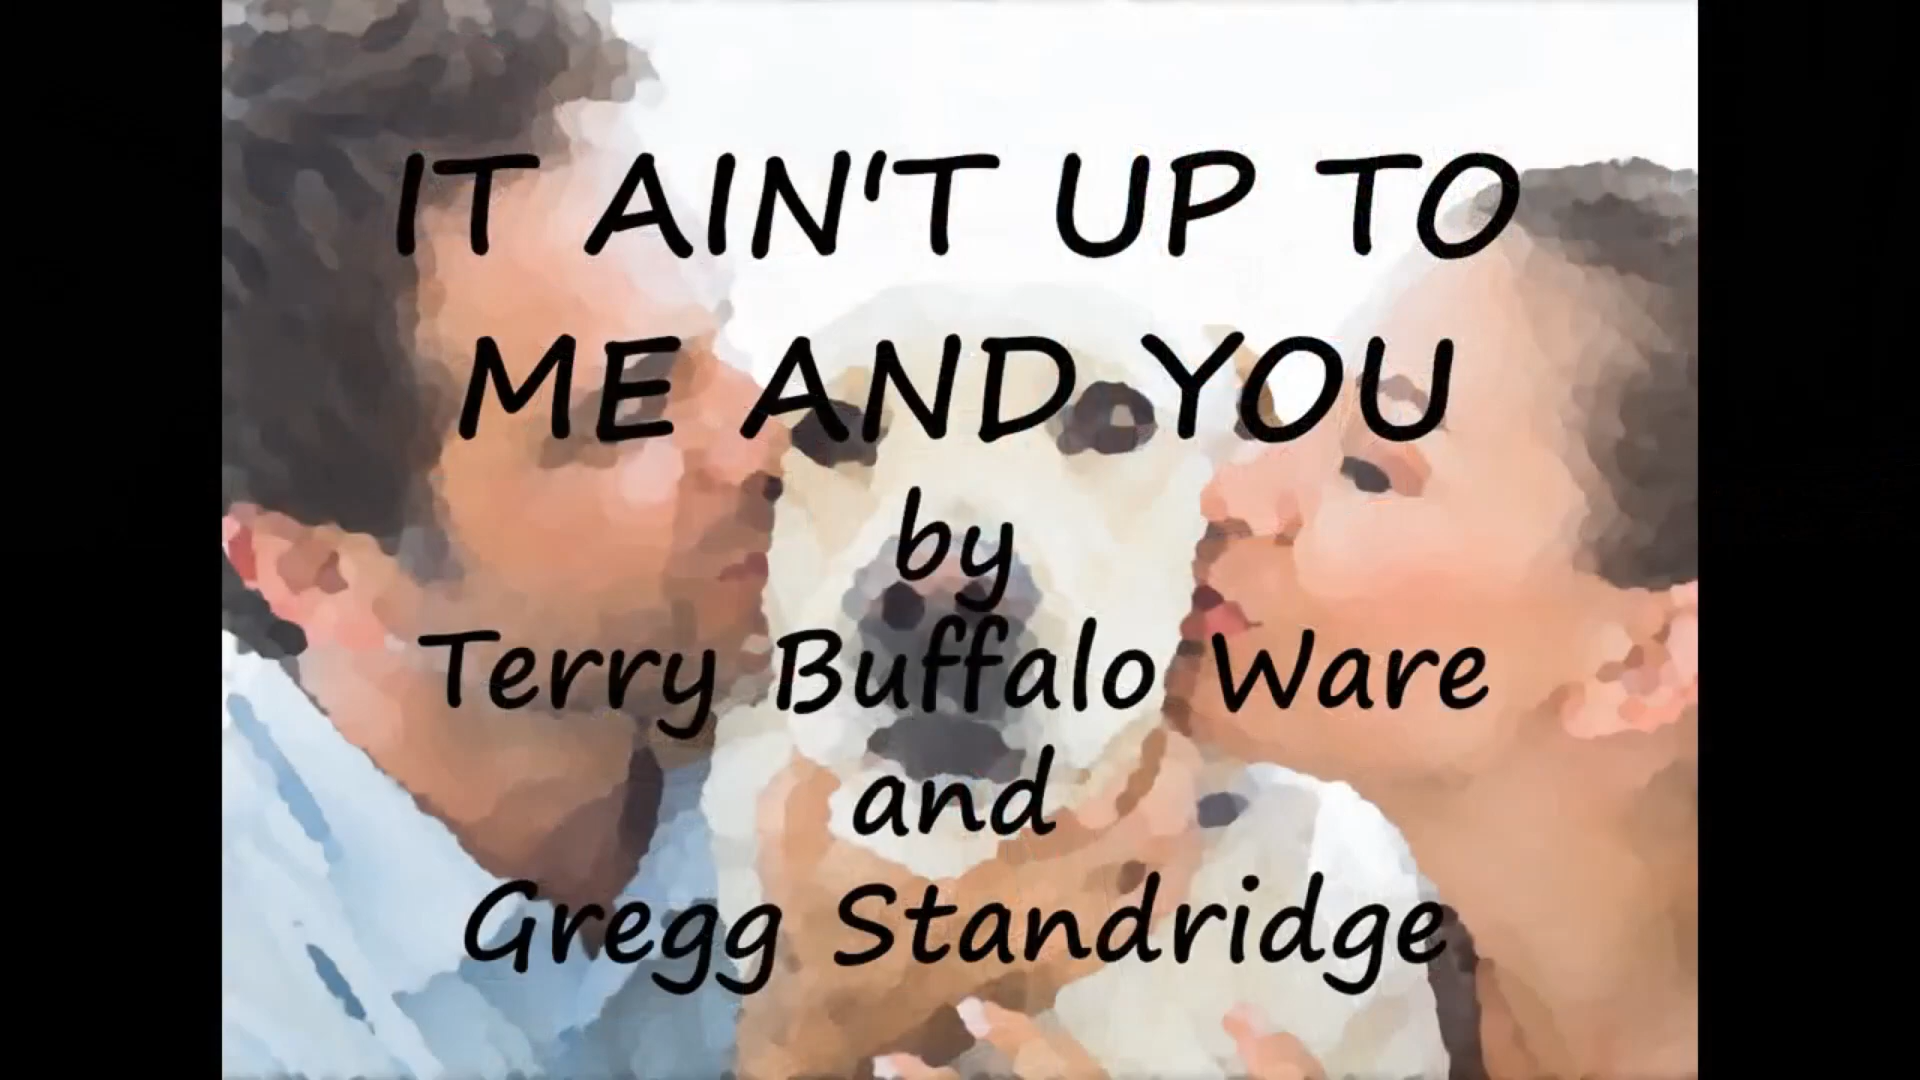 IT AIN'T UP TO
ME AND YOU
by
Terry Buffalo Ware
and
Gregg Standridge